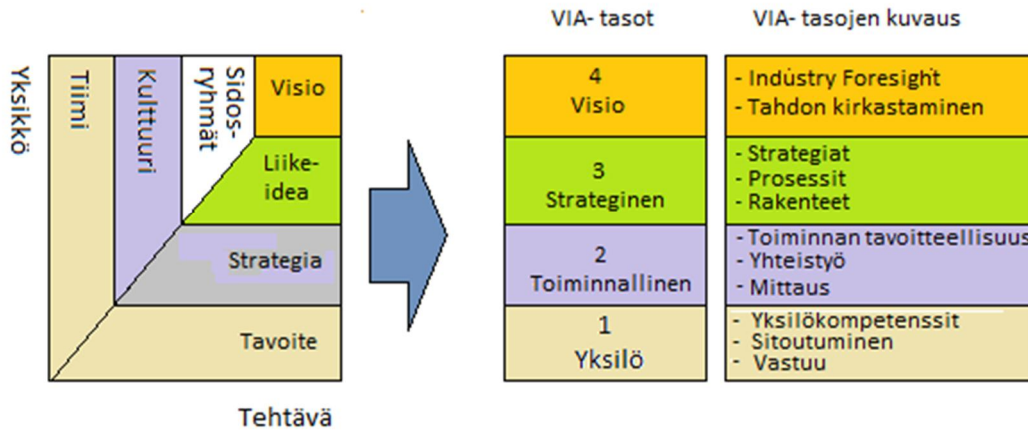 VIA- tasot
VIA- tasojen kuvaus
Yksikkö
Tiimi
Kulttuuri
Sidos-
ryhmät
Visio
Liike-
idea
Strategia
Tavoite
Tehtävä
4
Visio
3
Strateginen
2
Toiminnallinen
1
Yksilö
- Industry Foresight
- Tahdon kirkastaminen
- Strategiat
- Prosessit
- Rakenteet
- Toiminnan tavoitteellisuus
- Yhteistyö
- Mittaus
- Yksilökompetenssit
- Sitoutuminen
- Vastuu